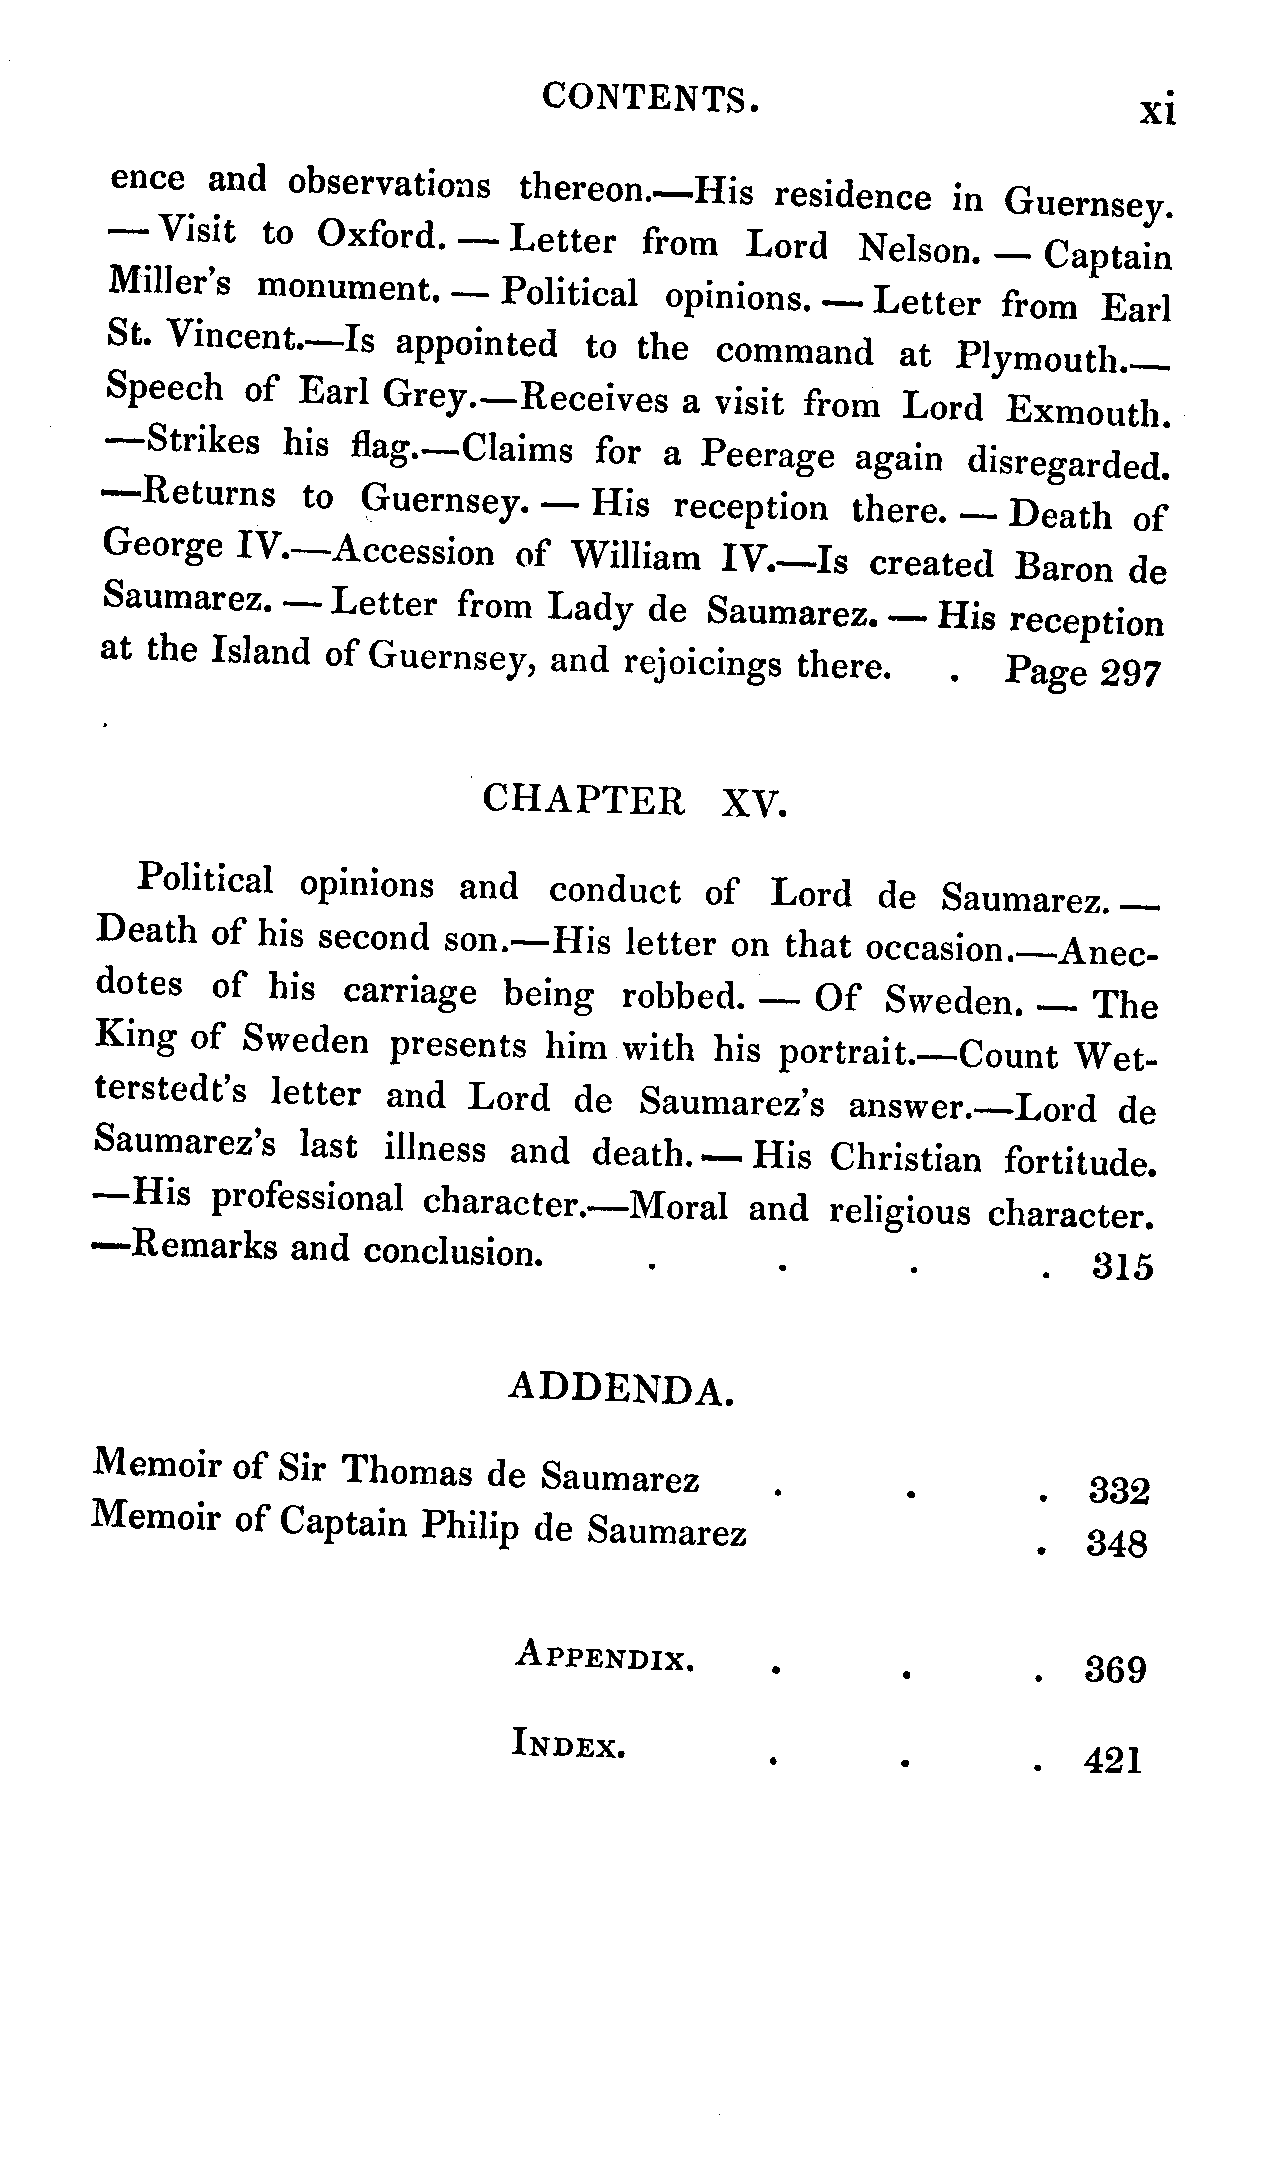 CONTENTS. xi
ence and observations thereon.—His residence in Guernsey.
— Visit to Oxford. — Letter from Lord Nelson. — Captain
Miller's monument. — Political opinions. — Letter from Earl
St. Vincent.—Is appointed to the command at Plymouth.—
Speech of Earl Grey.—Receives a visit from Lord Exmouth.
—Strikes his flag.—Claims for a Peerage again disregarded.
—Returns to Guernsey. — His reception there. — Death of
George IV.—Accession of William IV.—Is created Baron de
Saumarez. — Letter from Lady de Saumarez. — His reception
at the Island of Guernsey, and rejoicings there. . Page 297
CHAPTER XV.
Political opinions and conduct of Lord de Saumarez. —
Death of his second son.—His letter on that occasion.—Anec-
dotes of his carriage being robbed. — Of Sweden. — The
King of Sweden presents him with his portrait.—Count Wet-
terstedt's letter and Lord de Saumarez's answer.—Lord de
Saumarez's last illness and death. — His Christian fortitude.
—His professional character.—Moral and religious character.
—Remarks and conclusion. . . . . 315
ADDENDA.
Memoir of Sir Thomas de Saumarez . . . 332
Memoir of Captain Philip de Saumarez . 348
APPENDIX. . . . 369
INDEX. . . . 421